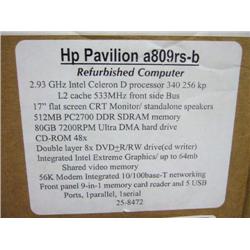 Hp Pavilion a809rs-b
Refurbished Computer
2.93 GHz Intel Celeron D processor 340 256 kp
L2 cache 533MHz front side Bus
17" flat screen CRT Monitor/ standalone speakers
512MB PC2700 DDR SDRAM memory
80GB 7200RPM Ultra DMA hard drive
CD-ROM 48x
Double layer 8x DVD±R/RW drive(cd writer)
Integrated Intel Extreme Graphics/ up to 64mb
Shared video memory
56K Modem Integrated 10/100base-T networking
Front panel 9-in-1 memory card reader and 5 USB
Ports, 1parallel, 1serial
25-8472